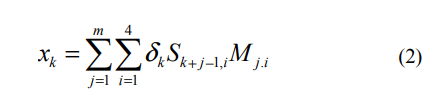 x_k = \sum_{j=1}^{m} \sum_{i=1}^{4} \delta_k S_{k+j-1,i} M_{j.i} (2)